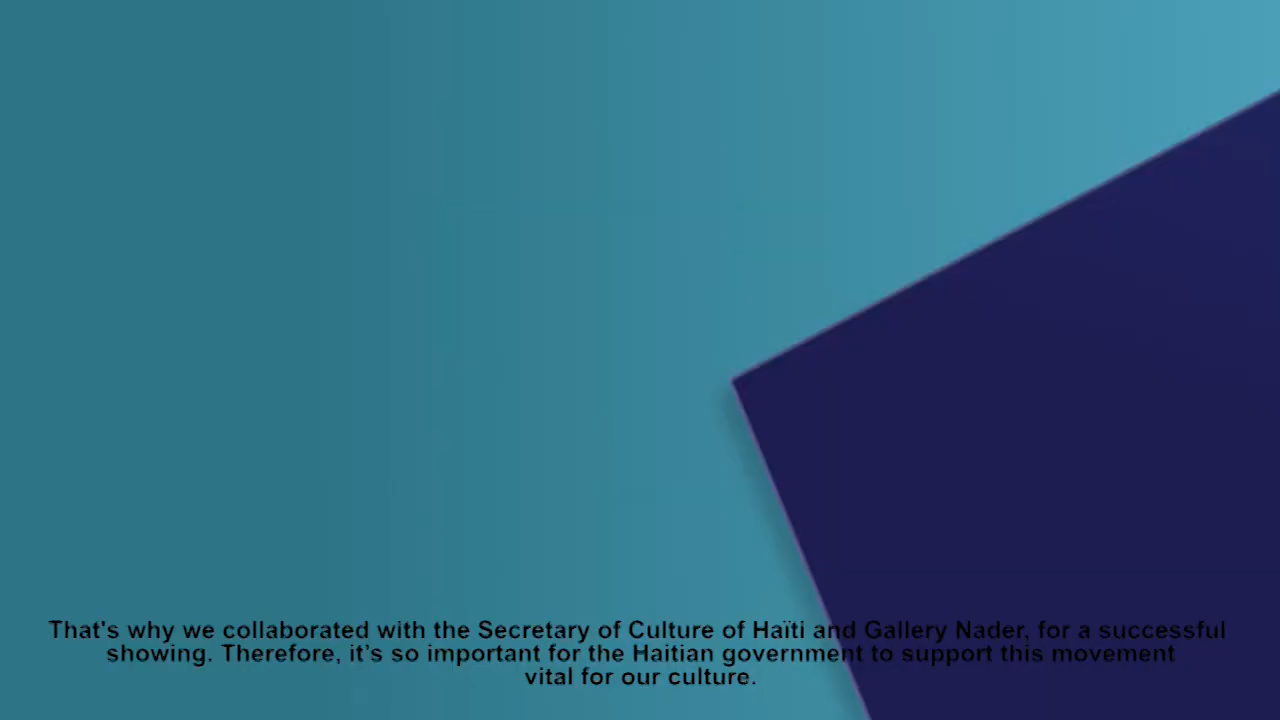 That's why we collaborated with the Secretary of Culture of Haïti and Gallery Nader, for a successful
showing. Therefore, it’s so important for the Haitian government to support this movement
vital for our culture.